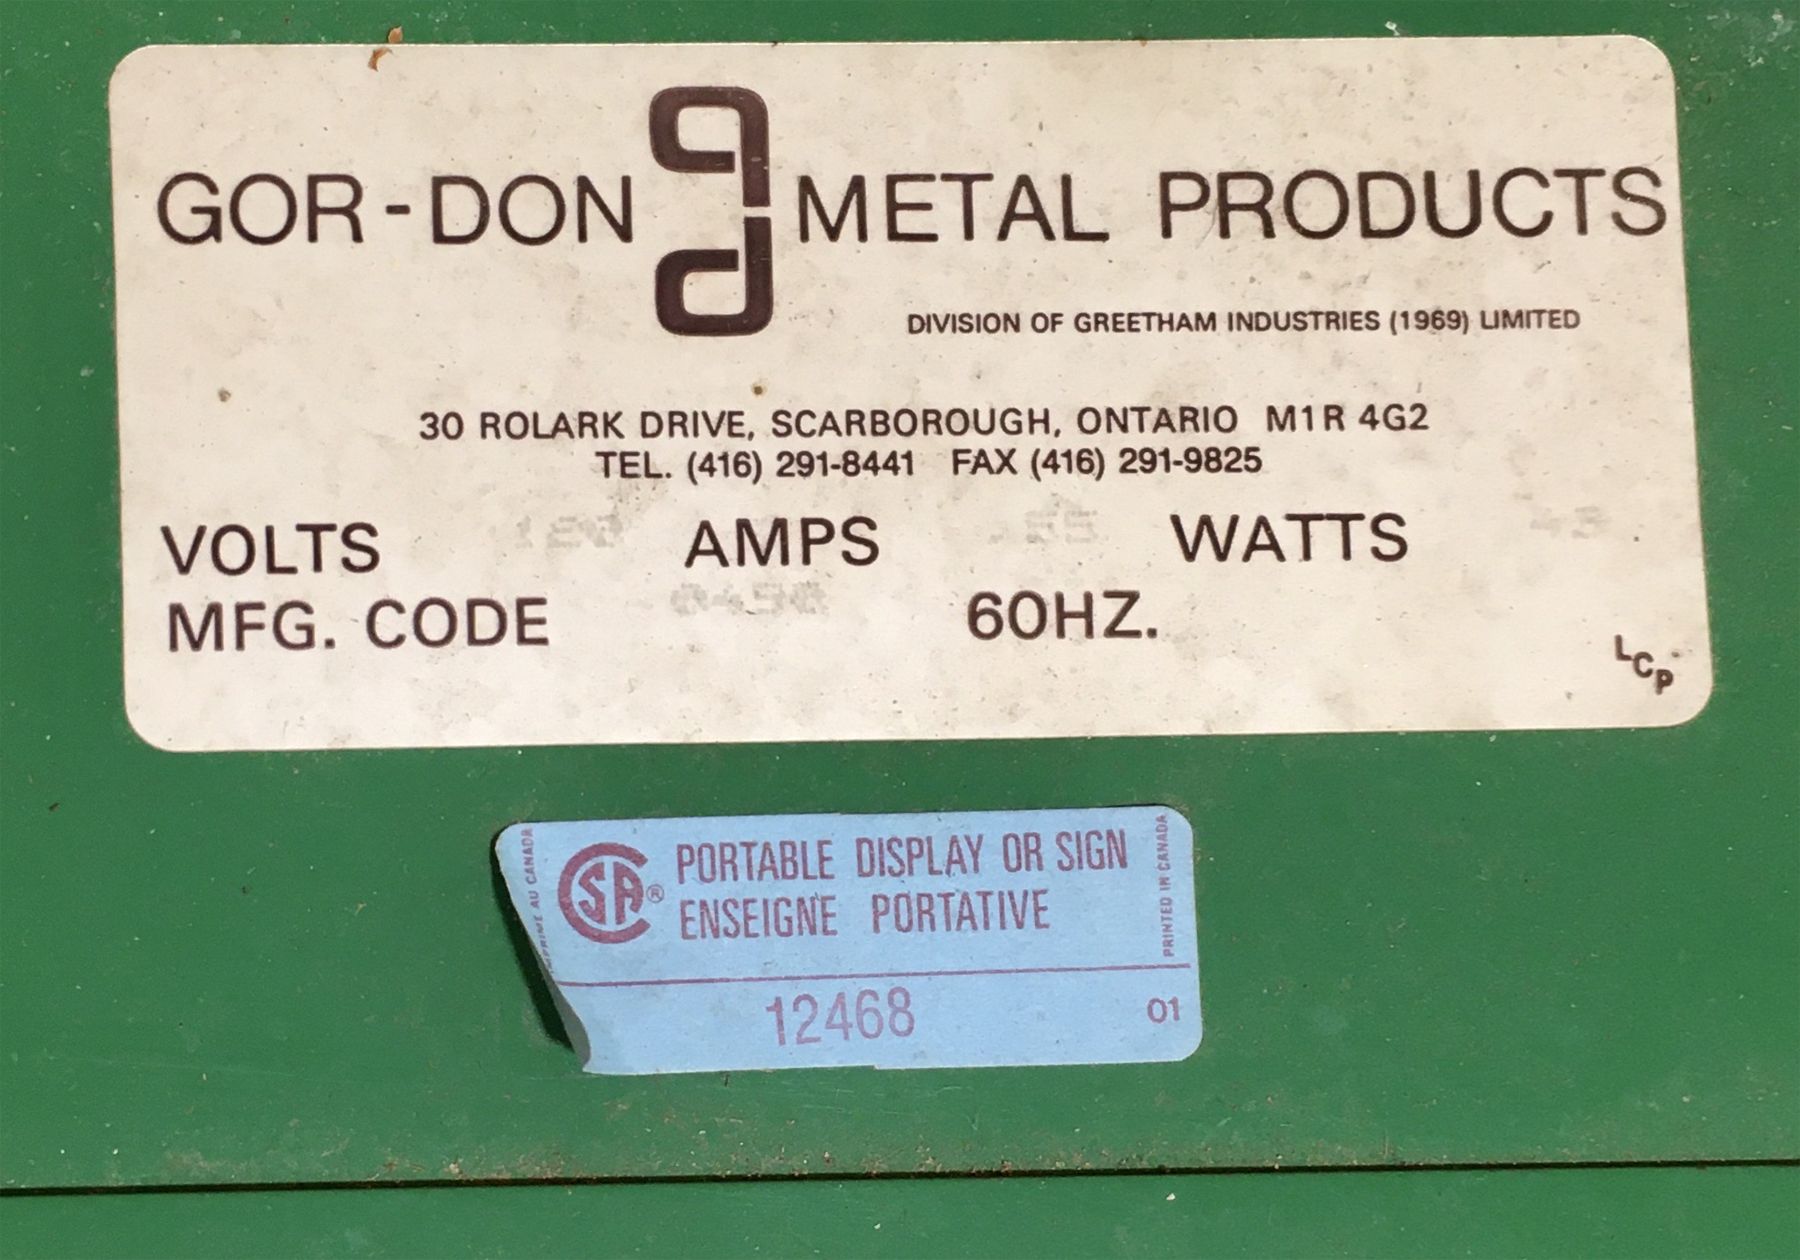 GOR-DON gd METAL PRODUCTS
DIVISION OF GREETHAM INDUSTRIES (1969) LIMITED
30 ROLARK DRIVE, SCARBOROUGH, ONTARIO M1R 4G2
TEL. (416) 291-8441 FAX (416) 291-9825
VOLTS AMPS WATTS
MFG. CODE 60HZ.
LCP
IMPRIMÉ AU CANADA
CSA® PORTABLE DISPLAY OR SIGN
ENSEIGNE PORTATIVE
PRINTED IN CANADA
12468 01